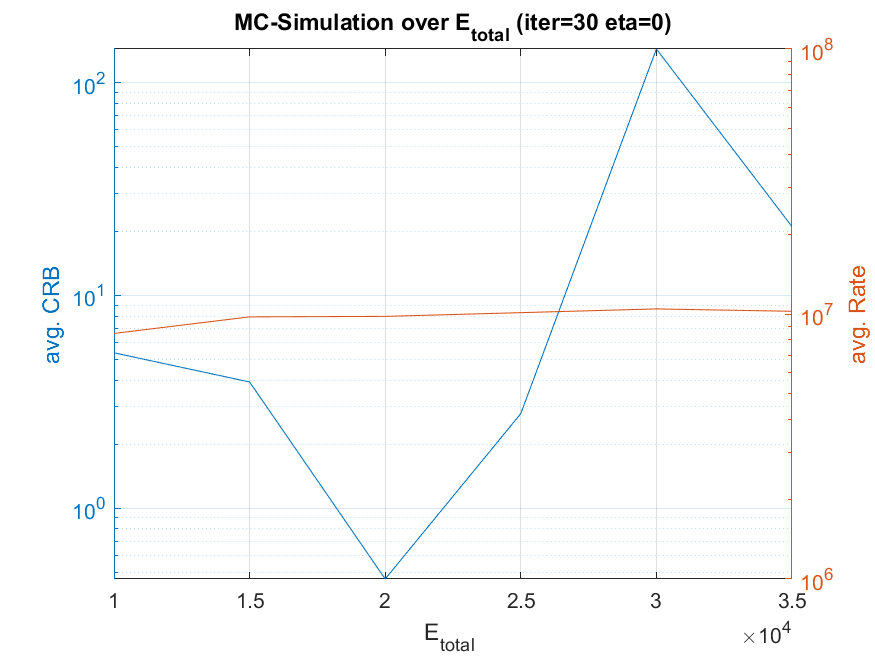 MC-Simulation over E_total (iter=30 eta=0)
10^2
10^1
10^0
avg. CRB
10^8
10^7
10^6
avg. Rate
1 1.5 2 2.5 3 3.5
E_total
×10^4